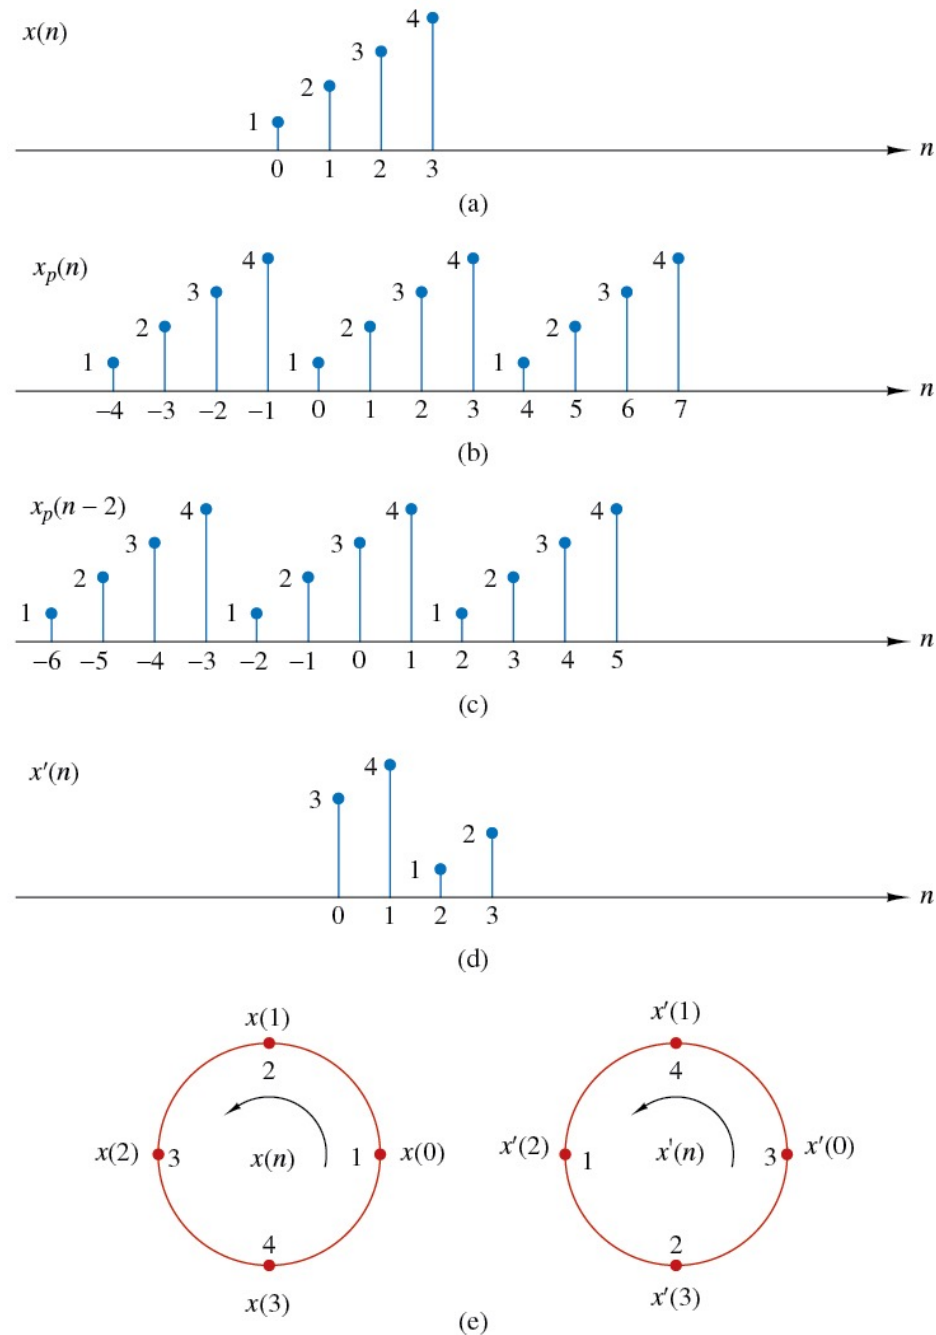 x(n)
4
3
2
1
n
0 1 2 3
(a)
x_p(n)
4 4 4
3 3 3
2 2 2
1 1 1
n
–4 –3 –2 –1 0 1 2 3 4 5 6 7
(b)
x_p(n – 2)
4 4 4
3 3 3
2 2 2
1 1 1
n
–6 –5 –4 –3 –2 –1 0 1 2 3 4 5
(c)
x′(n)
4
3
2
1
n
0 1 2 3
(d)
x(1) x′(1)
2 4
x(2) 3 x(n) 1 x(0) x′(2) 1 x′(n) 3 x′(0)
4 2
x(3) x′(3)
(e)